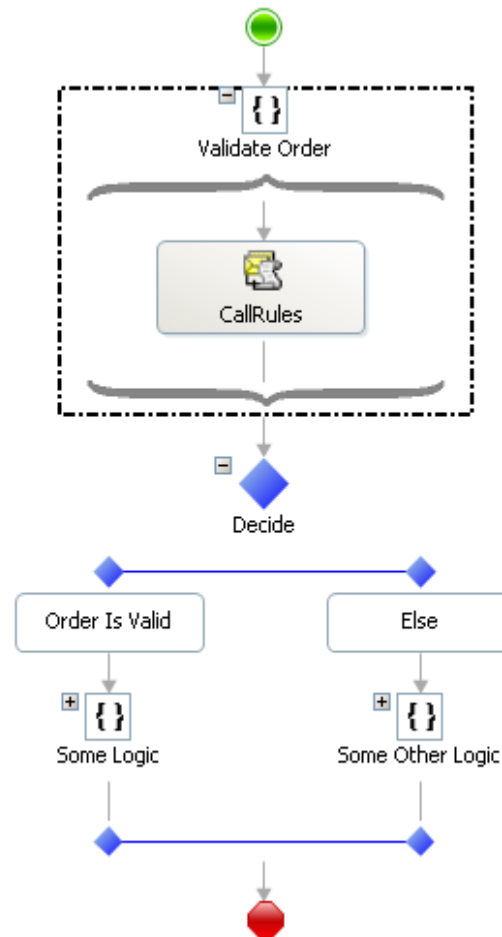 { }
Validate Order
CallRules
Decide
Order Is Valid
Else
{ }
{ }
Some Logic
Some Other Logic